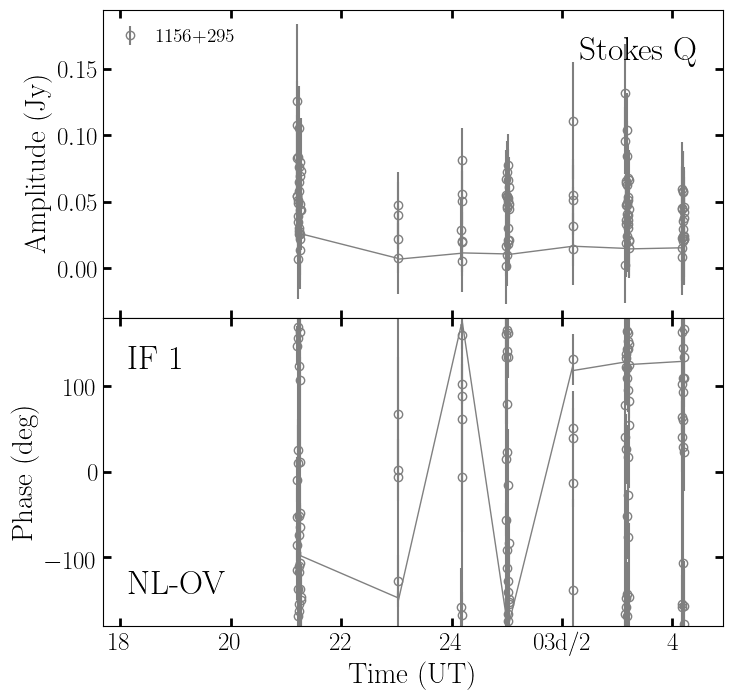 1156+295
Stokes Q
Amplitude (Jy)
0.15
0.10
0.05
0.00
IF 1
Phase (deg)
100
0
−100
NL-OV
18 20 22 24 03d/2 4
Time (UT)